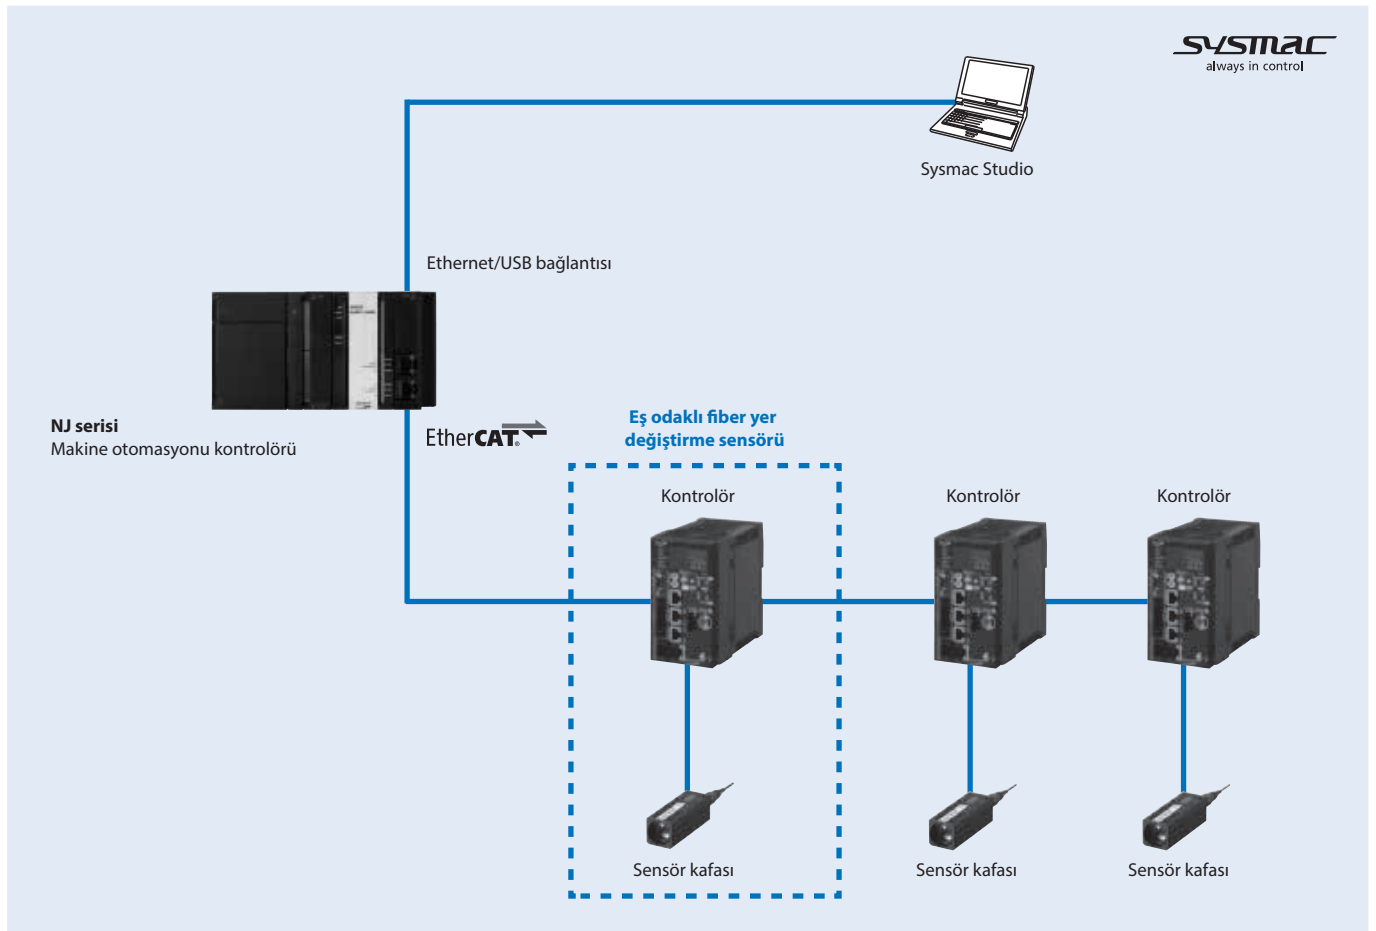 sysmac
always in control
Sysmac Studio
Ethernet/USB bağlantısı
NJ serisi
Makine otomasyonu kontrolörü
EtherCAT®
Eş odaklı fiber yer
değiştirme sensörü
Kontrolör
Kontrolör
Kontrolör
Sensör kafası
Sensör kafası
Sensör kafası